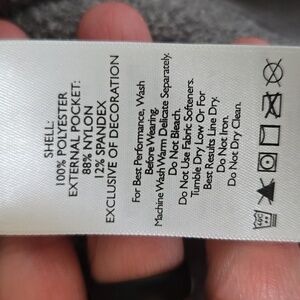 SHELL:
100% POLYESTER
EXTERNAL POCKET:
88% NYLON
12% SPANDEX
EXCLUSIVE OF DECORATION
For Best Performance, Wash
Before Wearing.
Machine Wash Warm Delicate Separately.
Do Not Bleach.
Do Not Use Fabric Softeners.
Tumble Dry Low Or For
Best Results Line Dry.
Do Not Iron.
Do Not Dry Clean.